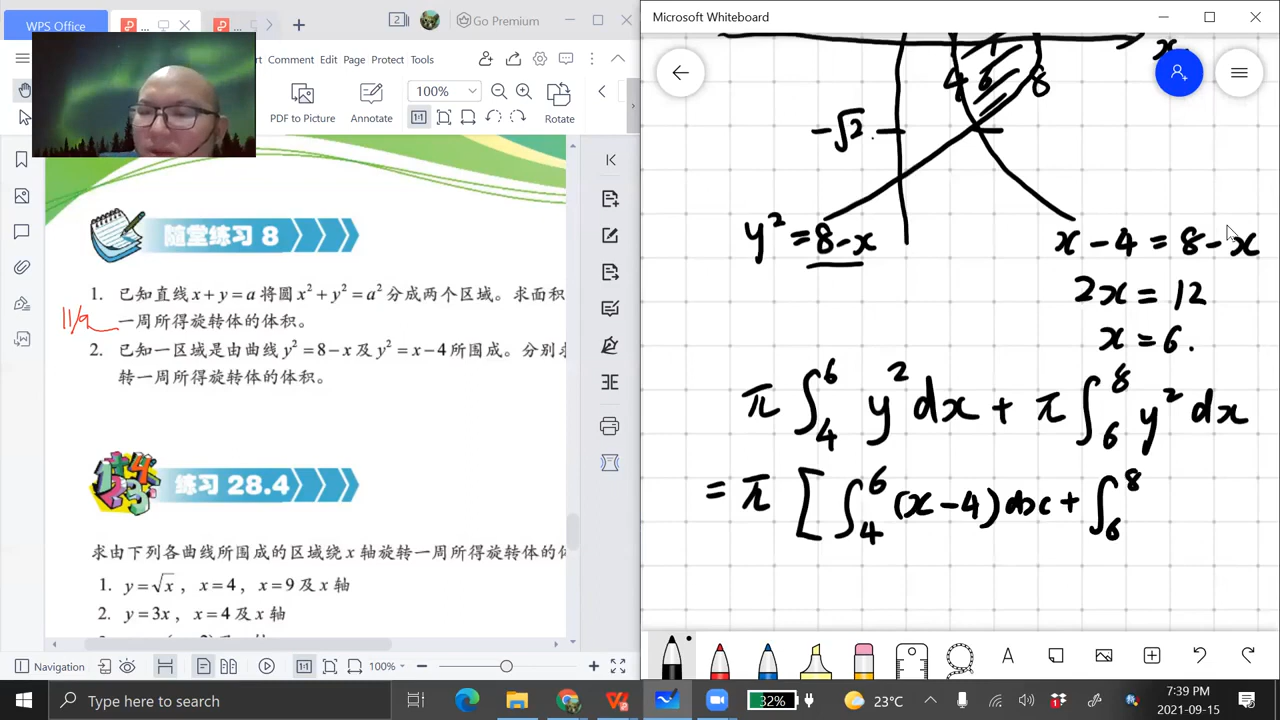 WPS Office
2
Go Premium
Comment Edit Page Protect Tools
PDF to Picture
Annotate
100%
Rotate
随堂练习 8
1. 已知直线 x + y = a 将圆 x² + y² = a² 分成两个区域。求面积
一周所得旋转体的体积。
11/9
2. 已知一区域是由曲线 y² = 8 − x 及 y² = x − 4 所围成。分别求
转一周所得旋转体的体积。
练习 28.4
求由下列各曲线所围成的区域绕 x 轴旋转一周所得旋转体的体
1. y = √x , x = 4 , x = 9 及 x 轴
2. y = 3x , x = 4 及 x 轴
Navigation
100%
Microsoft Whiteboard
x
4 6 8
−√2
y² = 8 − x
x − 4 = 8 − x
2x = 12
x = 6.
π ∫₄⁶ y² dx + π ∫₆⁸ y² dx
= π [ ∫₄⁶ (x − 4) dx + ∫₆⁸
Type here to search
32%
23°C
7:39 PM
2021-09-15